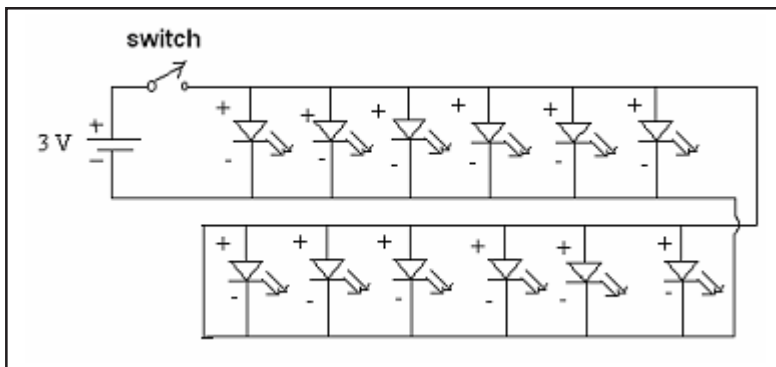 switch
+ + + + + + +
3 V
− - - - - - -
+ + + + + +
- - - - - -